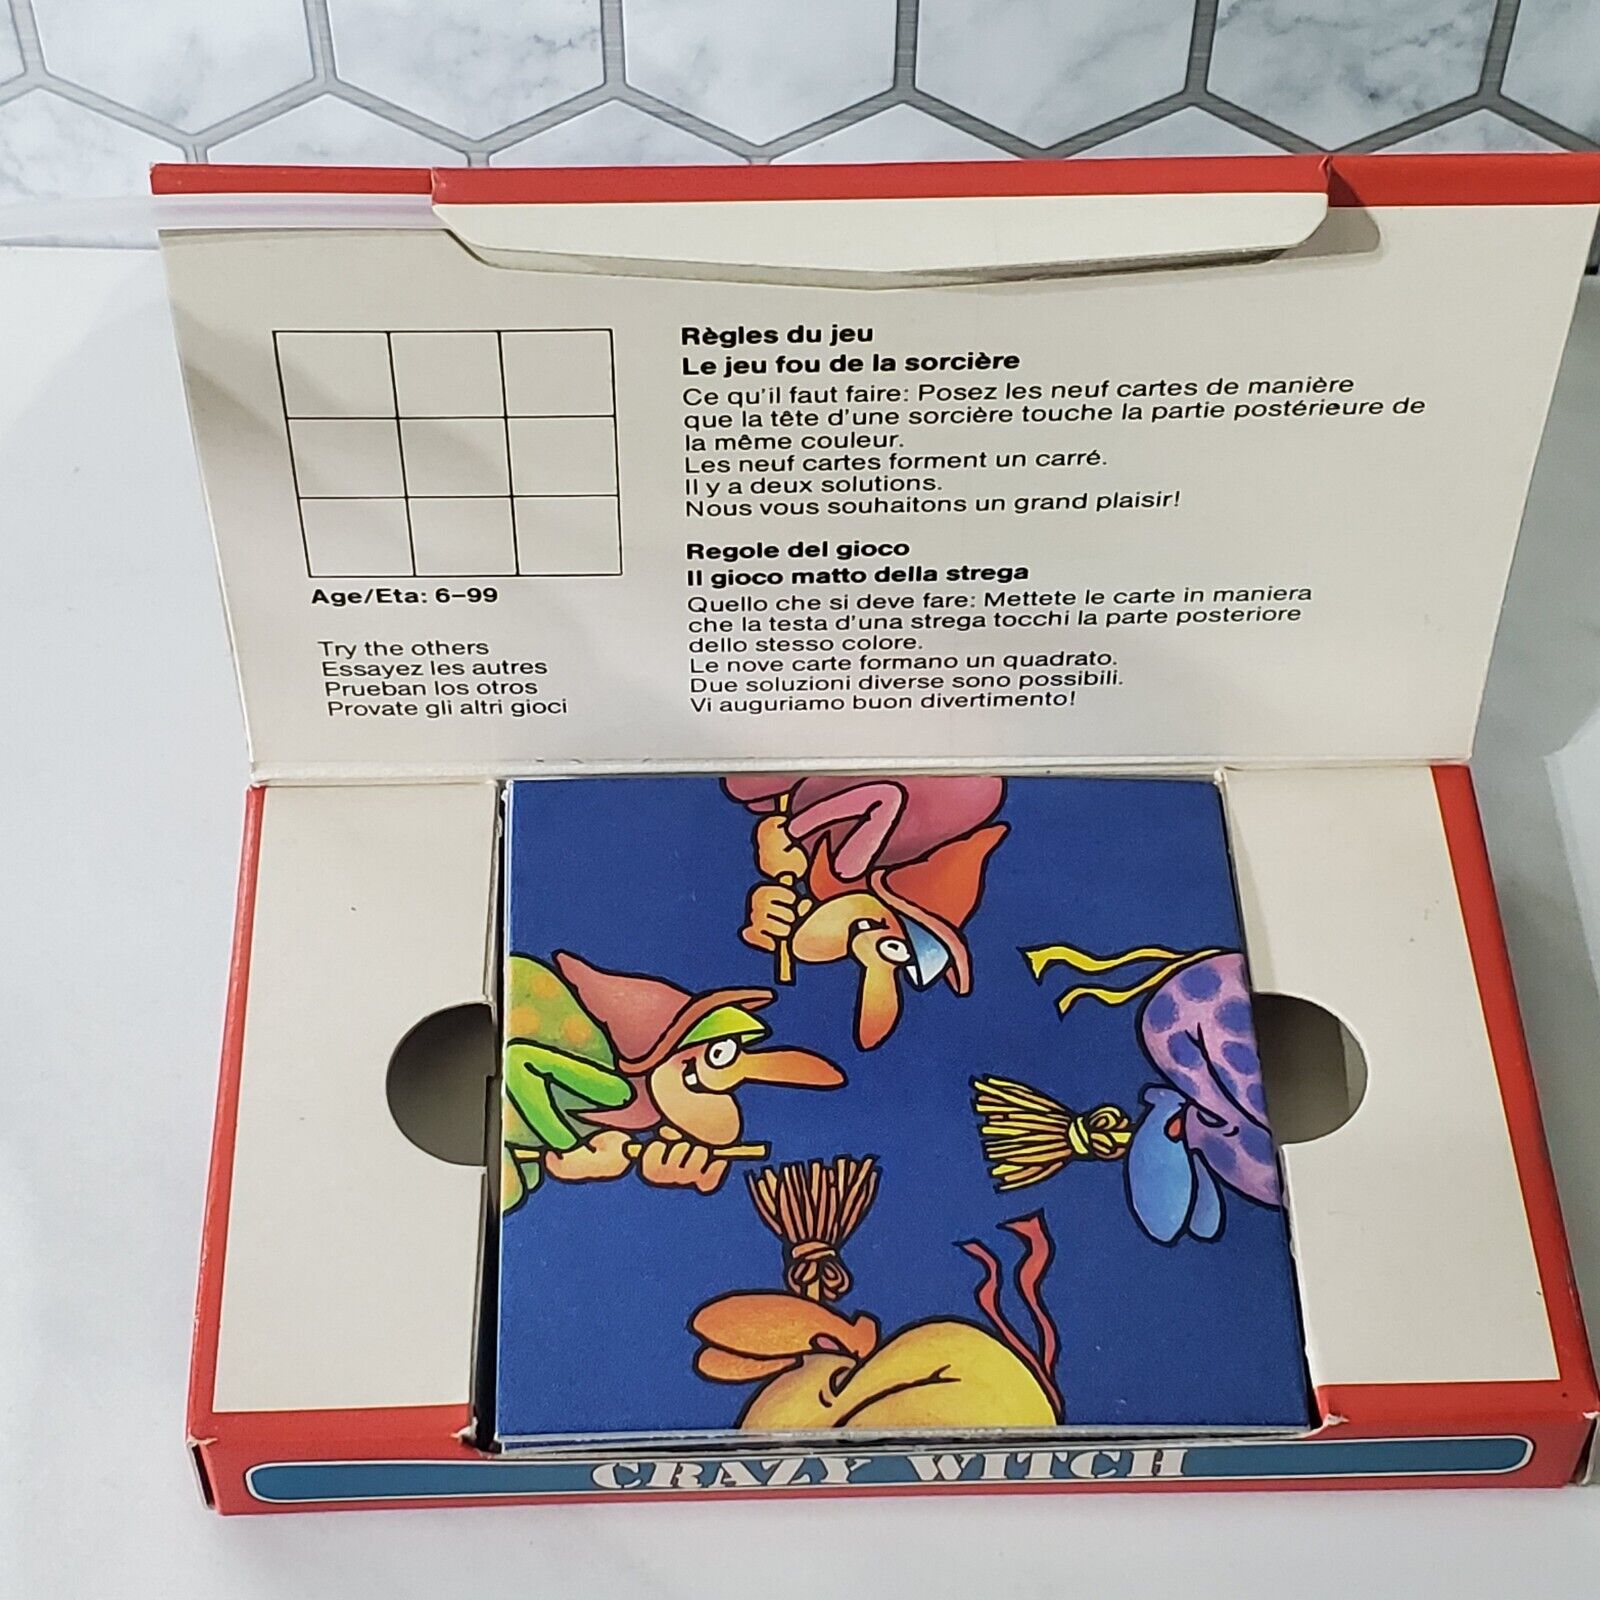 Règles du jeu
Le jeu fou de la sorcière
Ce qu'il faut faire: Posez les neuf cartes de manière
que la tête d'une sorcière touche la partie postérieure de
la même couleur.
Les neuf cartes forment un carré.
Il y a deux solutions.
Nous vous souhaitons un grand plaisir!
Regole del gioco
Il gioco matto della strega
Quello che si deve fare: Mettete le carte in maniera
che la testa d'una strega tocchi la parte posteriore
dello stesso colore.
Le nove carte formano un quadrato.
Due soluzioni diverse sono possibili.
Vi auguriamo buon divertimento!
Age/Eta: 6–99
Try the others
Essayez les autres
Prueban los otros
Provate gli altri gioci
CRAZY WITCH